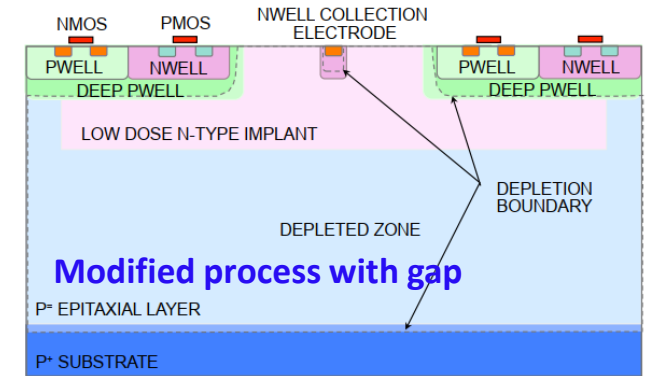 NMOS
PMOS
NWELL COLLECTION
ELECTRODE
PWELL
NWELL
PWELL
NWELL
DEEP PWELL
DEEP PWELL
LOW DOSE N-TYPE IMPLANT
DEPLETION
BOUNDARY
DEPLETED ZONE
Modified process with gap
P⁼ EPITAXIAL LAYER
P⁺ SUBSTRATE